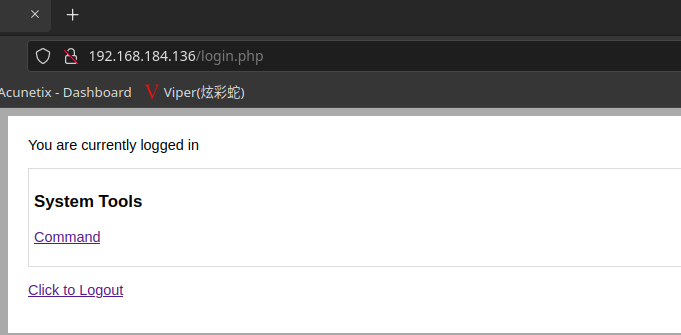 192.168.184.136/login.php
Acunetix - Dashboard
Viper(炫彩蛇)
You are currently logged in
System Tools
Command
Click to Logout